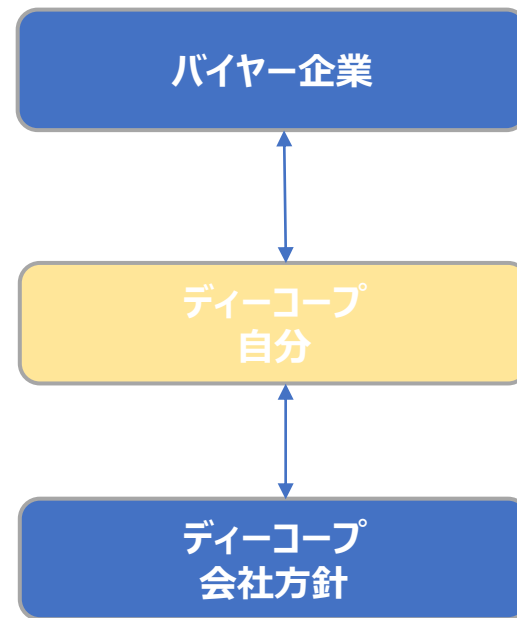 バイヤー企業
ディーコープ
自分
ディーコープ
会社方針